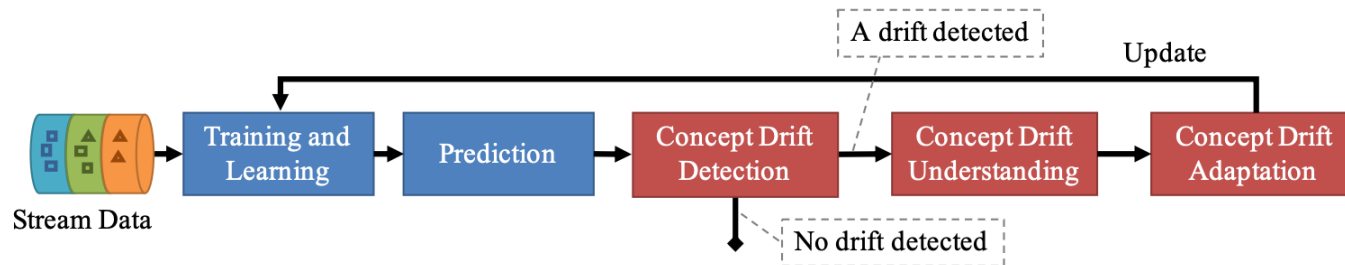 A drift detected
Update
Training and
Learning
Prediction
Concept Drift
Detection
Concept Drift
Understanding
Concept Drift
Adaptation
Stream Data
No drift detected